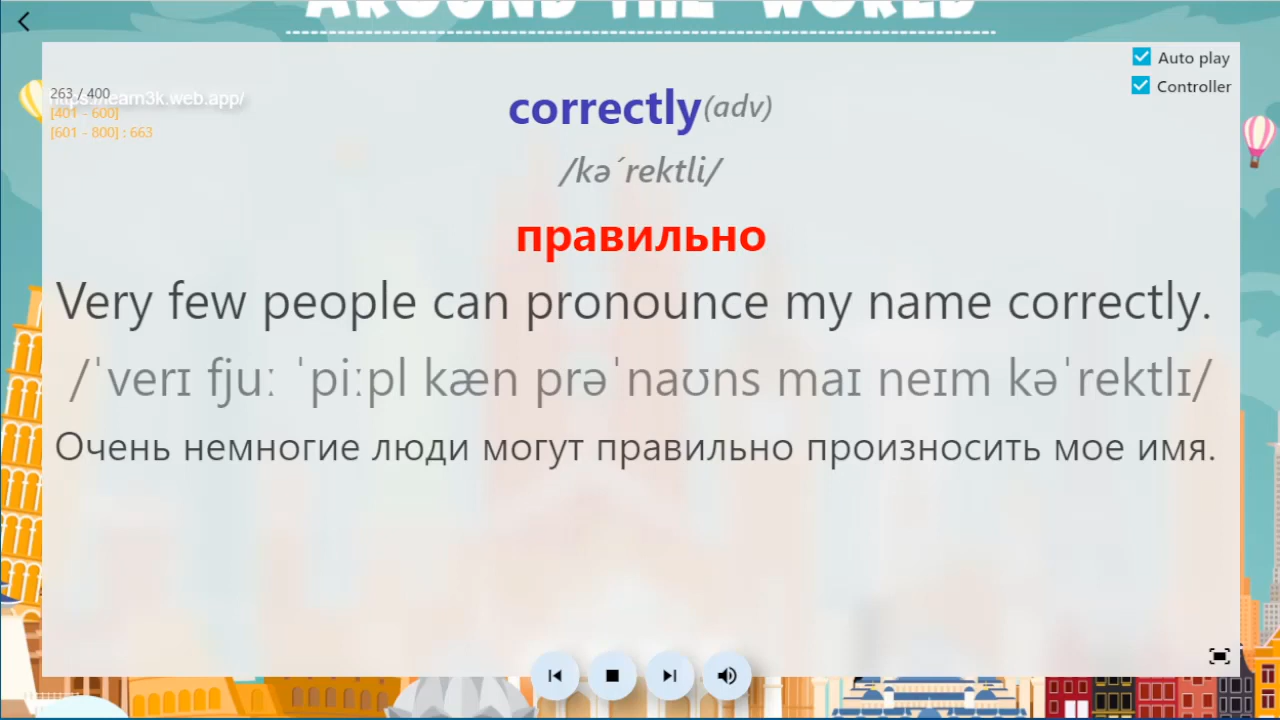 AROUND THE WORLD
Auto play
263 / 400
https://learn3k.web.app/
Controller
[401 - 600]
[601 - 800] : 663
correctly(adv)
/kə´rektli/
правильно
Very few people can pronounce my name correctly.
/ˈverɪ fjuː ˈpiːpl kæn prəˈnaʊns maɪ neɪm kəˈrektlɪ/
Очень немногие люди могут правильно произносить мое имя.